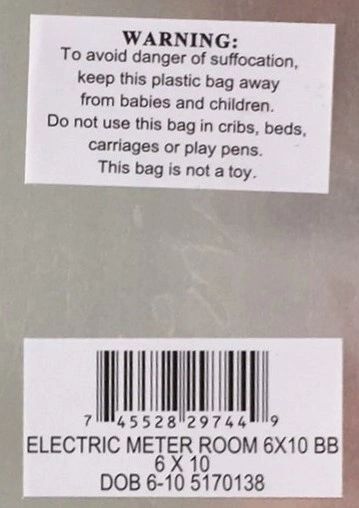 WARNING:
To avoid danger of suffocation,
keep this plastic bag away
from babies and children.
Do not use this bag in cribs, beds,
carriages or play pens.
This bag is not a toy.
7 45528 29744 9
ELECTRIC METER ROOM 6X10 BB
6 X 10
DOB 6-10 5170138